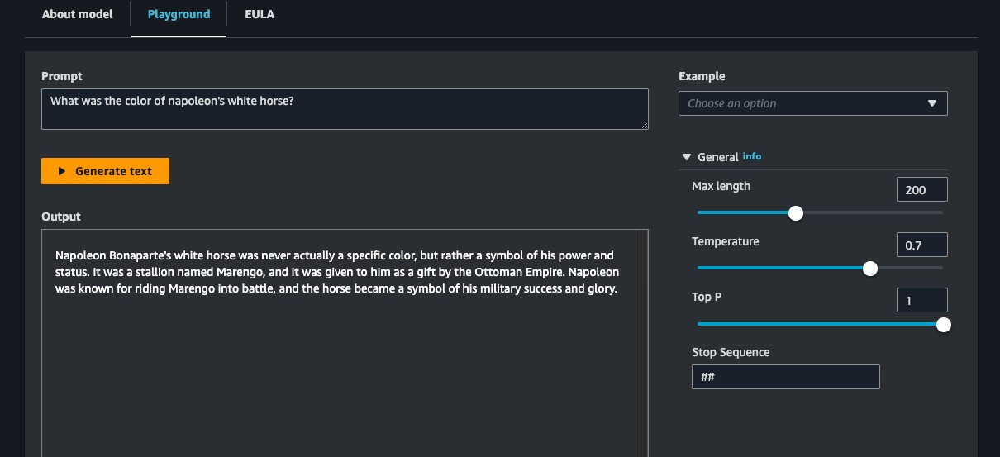 About model
Playground
EULA
Prompt
What was the color of napoleon's white horse?
Generate text
Output
Napoleon Bonaparte's white horse was never actually a specific color, but rather a symbol of his power and
status. It was a stallion named Marengo, and it was given to him as a gift by the Ottoman Empire. Napoleon
was known for riding Marengo into battle, and the horse became a symbol of his military success and glory.
Example
Choose an option
General info
Max length
200
Temperature
0.7
Top P
1
Stop Sequence
##